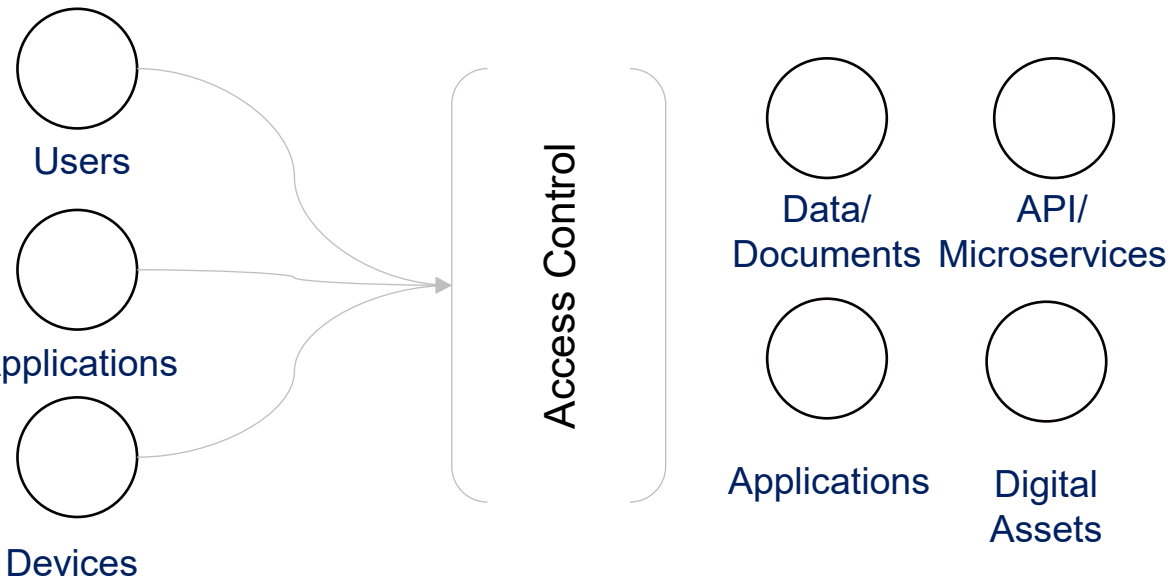 Users
pplications
Devices
Access Control
Data/
Documents
API/
Microservices
Applications
Digital
Assets